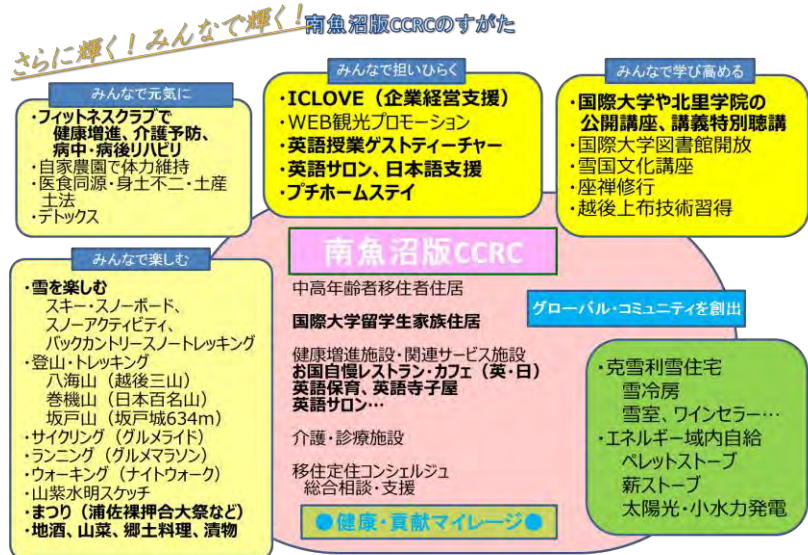 さらに輝く！みんなで輝く！
南魚沼版CCRCのすがた
みんなで元気に
・フィットネスクラブで
健康増進、介護予防、
病中・病後リハビリ
・自家農園で体力維持
・医食同源・身土不二・土産
土法
・デトックス
みんなで担いひらく
・ICLOVE（企業経営支援）
・WEB観光プロモーション
・英語授業ゲストティーチャー
・英語サロン、日本語支援
・プチホームステイ
みんなで学び高める
・国際大学や北里学院の
公開講座、講義特別聴講
・国際大学図書館開放
・雪国文化講座
・座禅修行
・越後上布技術習得
みんなで楽しむ
・雪を楽しむ
スキー・スノーボード、
スノーアクティビティ、
バックカントリースノートレッキング
・登山・トレッキング
八海山（越後三山）
巻機山（日本百名山）
坂戸山（坂戸城634m）
・サイクリング（グルメライド）
・ランニング（グルメマラソン）
・ウォーキング（ナイトウォーク）
・山紫水明スケッチ
・まつり（浦佐裸押合大祭など）
・地酒、山菜、郷土料理、漬物
南魚沼版CCRC
中高年齢者移住者住居
国際大学留学生家族住居
健康増進施設・関連サービス施設
お国自慢レストラン・カフェ（英・日）
英語保育、英語寺子屋
英語サロン…
介護・診療施設
移住定住コンシェルジュ
総合相談・支援
●健康・貢献マイレージ●
グローバル・コミュニティを創出
・克雪利雪住宅
雪冷房
雪室、ワインセラー…
・エネルギー域内自給
ペレットストーブ
薪ストーブ
太陽光・小水力発電